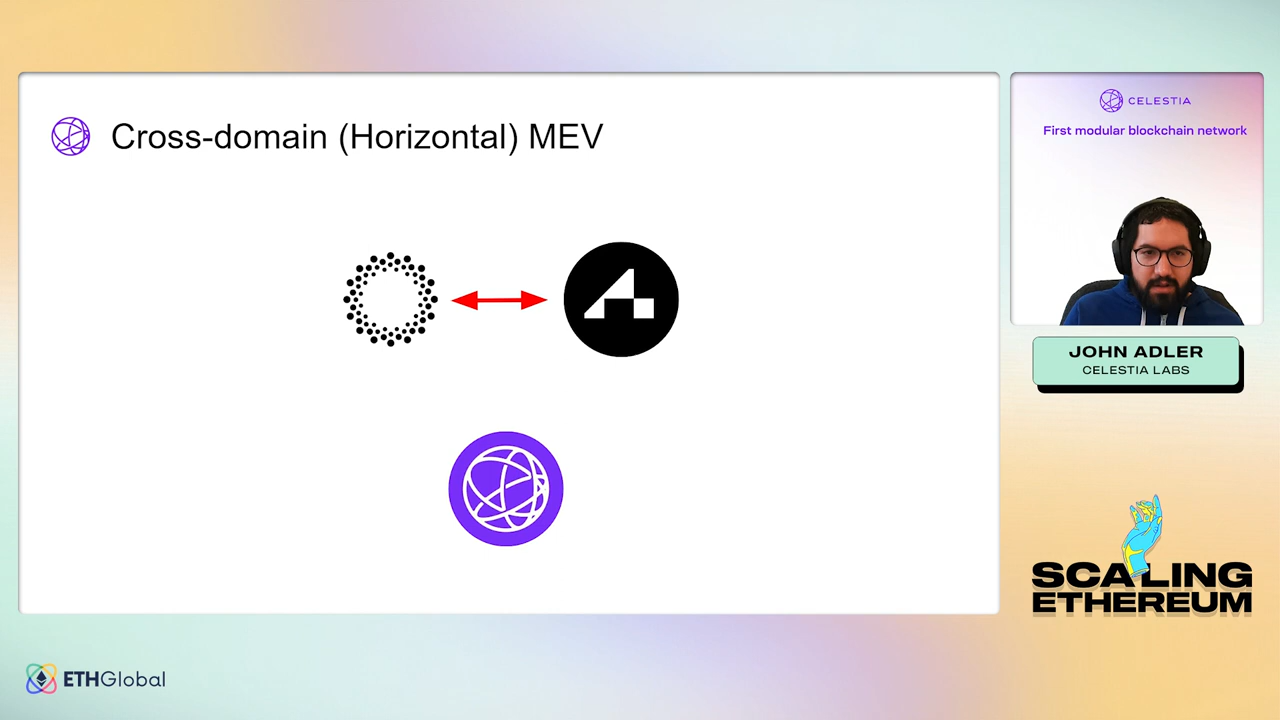 Cross-domain (Horizontal) MEV
CELESTIA
First modular blockchain network
JOHN ADLER
CELESTIA LABS
SCALING
ETHEREUM
ETHGlobal